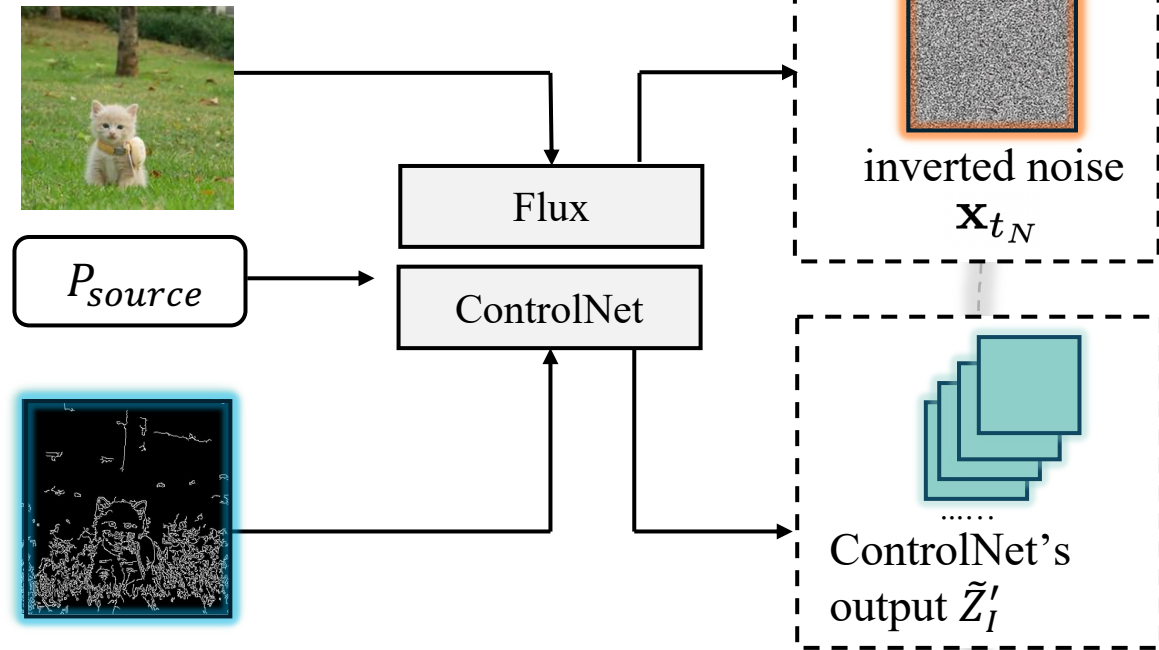 Flux
P_source
ControlNet
inverted noise
𝐱_{t_N}
......
ControlNet's
output Z̃′_I